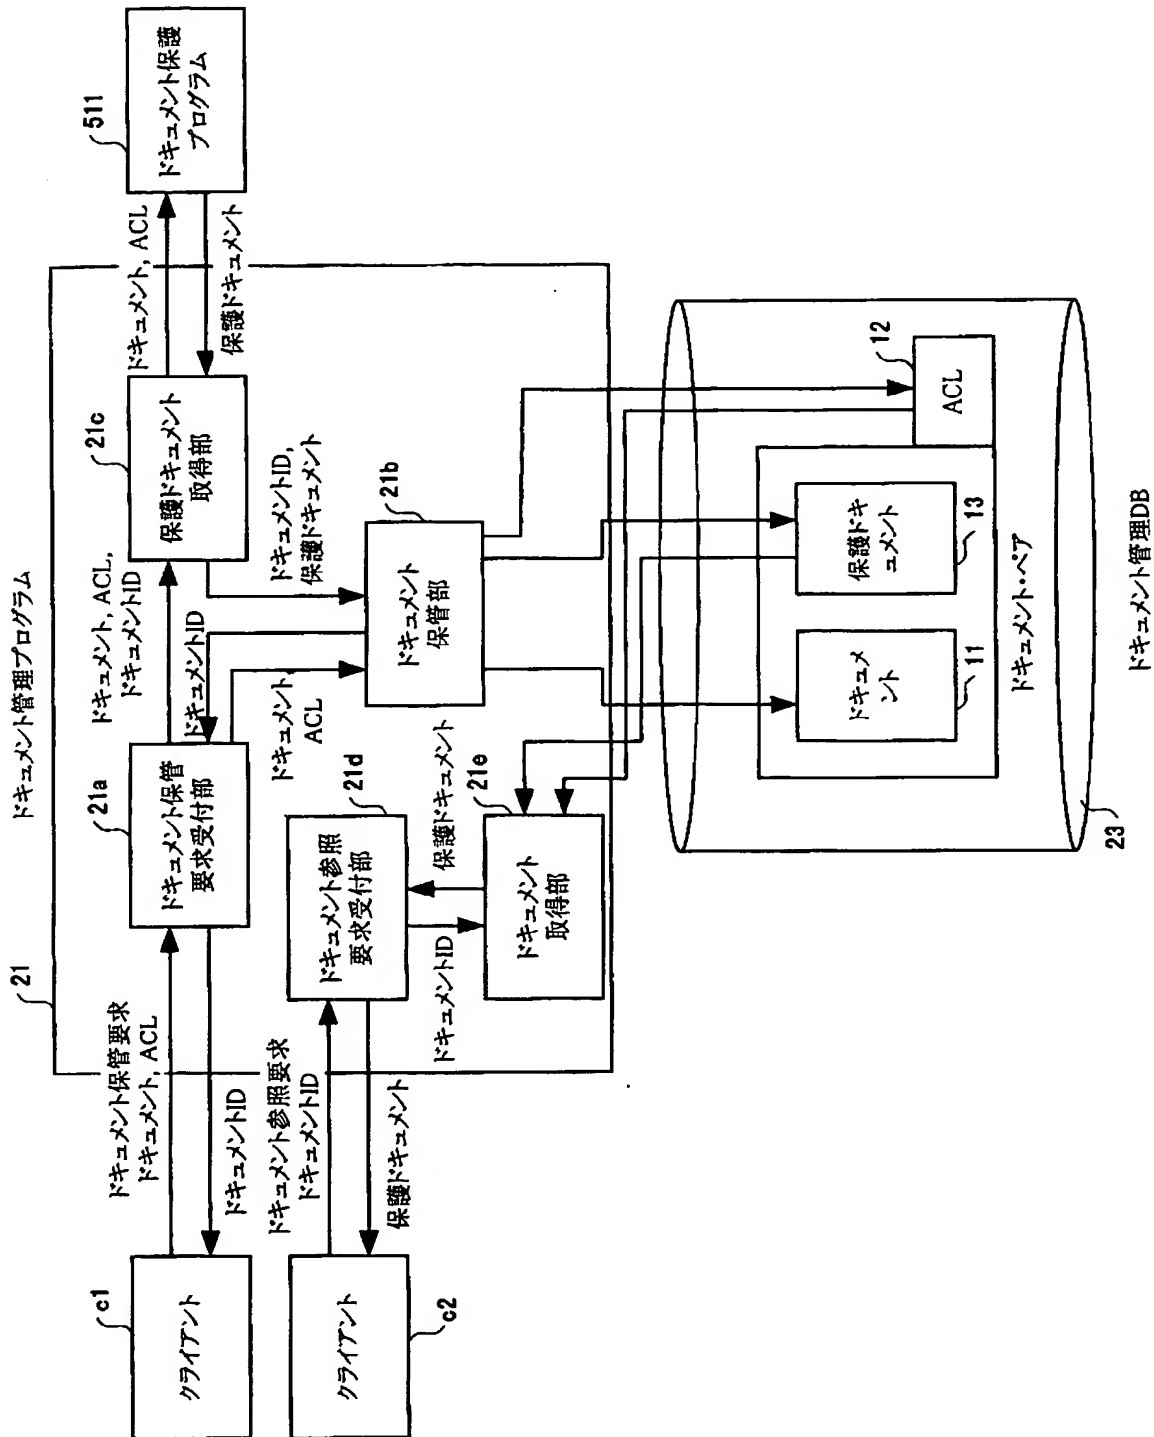 ドキュメント管理プログラム
21
511
ドキュメント保護
プログラム
ドキュメント, ACL
保護ドキュメント
21c
保護ドキュメント
取得部
ドキュメント, ACL,
ドキュメントID
ドキュメントID
ドキュメント,
ACL
ドキュメントID,
保護ドキュメント
21b
ドキュメント
保管部
21a
ドキュメント保管
要求受付部
ドキュメント保管要求
ドキュメント, ACL
ドキュメントID
c1
クライアント
21d
ドキュメント参照
要求受付部
ドキュメント参照要求
ドキュメントID
保護ドキュメント
c2
クライアント
保護ドキュメント
ドキュメントID
21e
ドキュメント
取得部
12
ACL
保護ドキ
ュメント
13
ドキュメ
ント
11
ドキュメント・ペア
23
ドキュメント管理DB